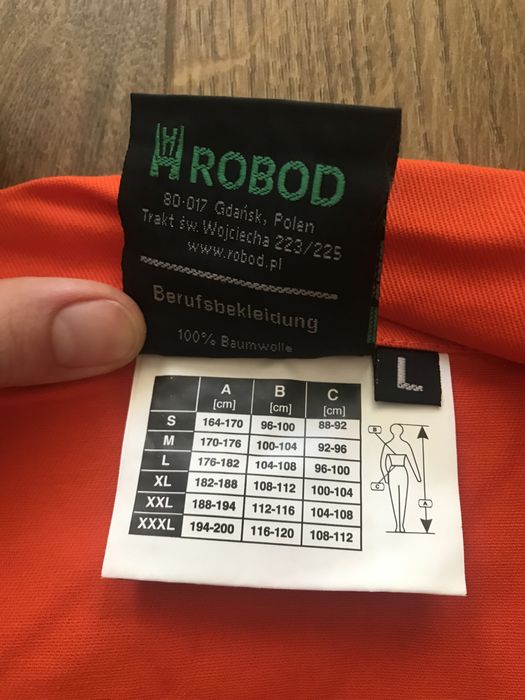 ROBOD
80-017 Gdańsk, Polen
Trakt św. Wojciecha 223/225
www.robod.pl
Berufsbekleidung
100% Baumwolle
L
A B C
[cm] [cm] [cm]
S 164-170 96-100 88-92
M 170-176 100-104 92-96
L 176-182 104-108 96-100
XL 182-188 108-112 100-104
XXL 188-194 112-116 104-108
XXXL 194-200 116-120 108-112
B
C
A